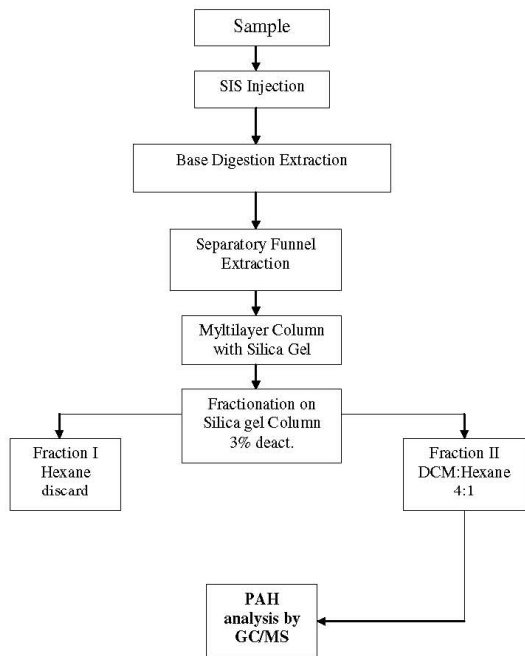 Sample
SIS Injection
Base Digestion Extraction
Separatory Funnel
Extraction
Myltilayer Column
with Silica Gel
Fractionation on
Silica gel Column
3% deact.
Fraction I
Hexane
discard
Fraction II
DCM:Hexane
4:1
PAH
analysis by
GC/MS